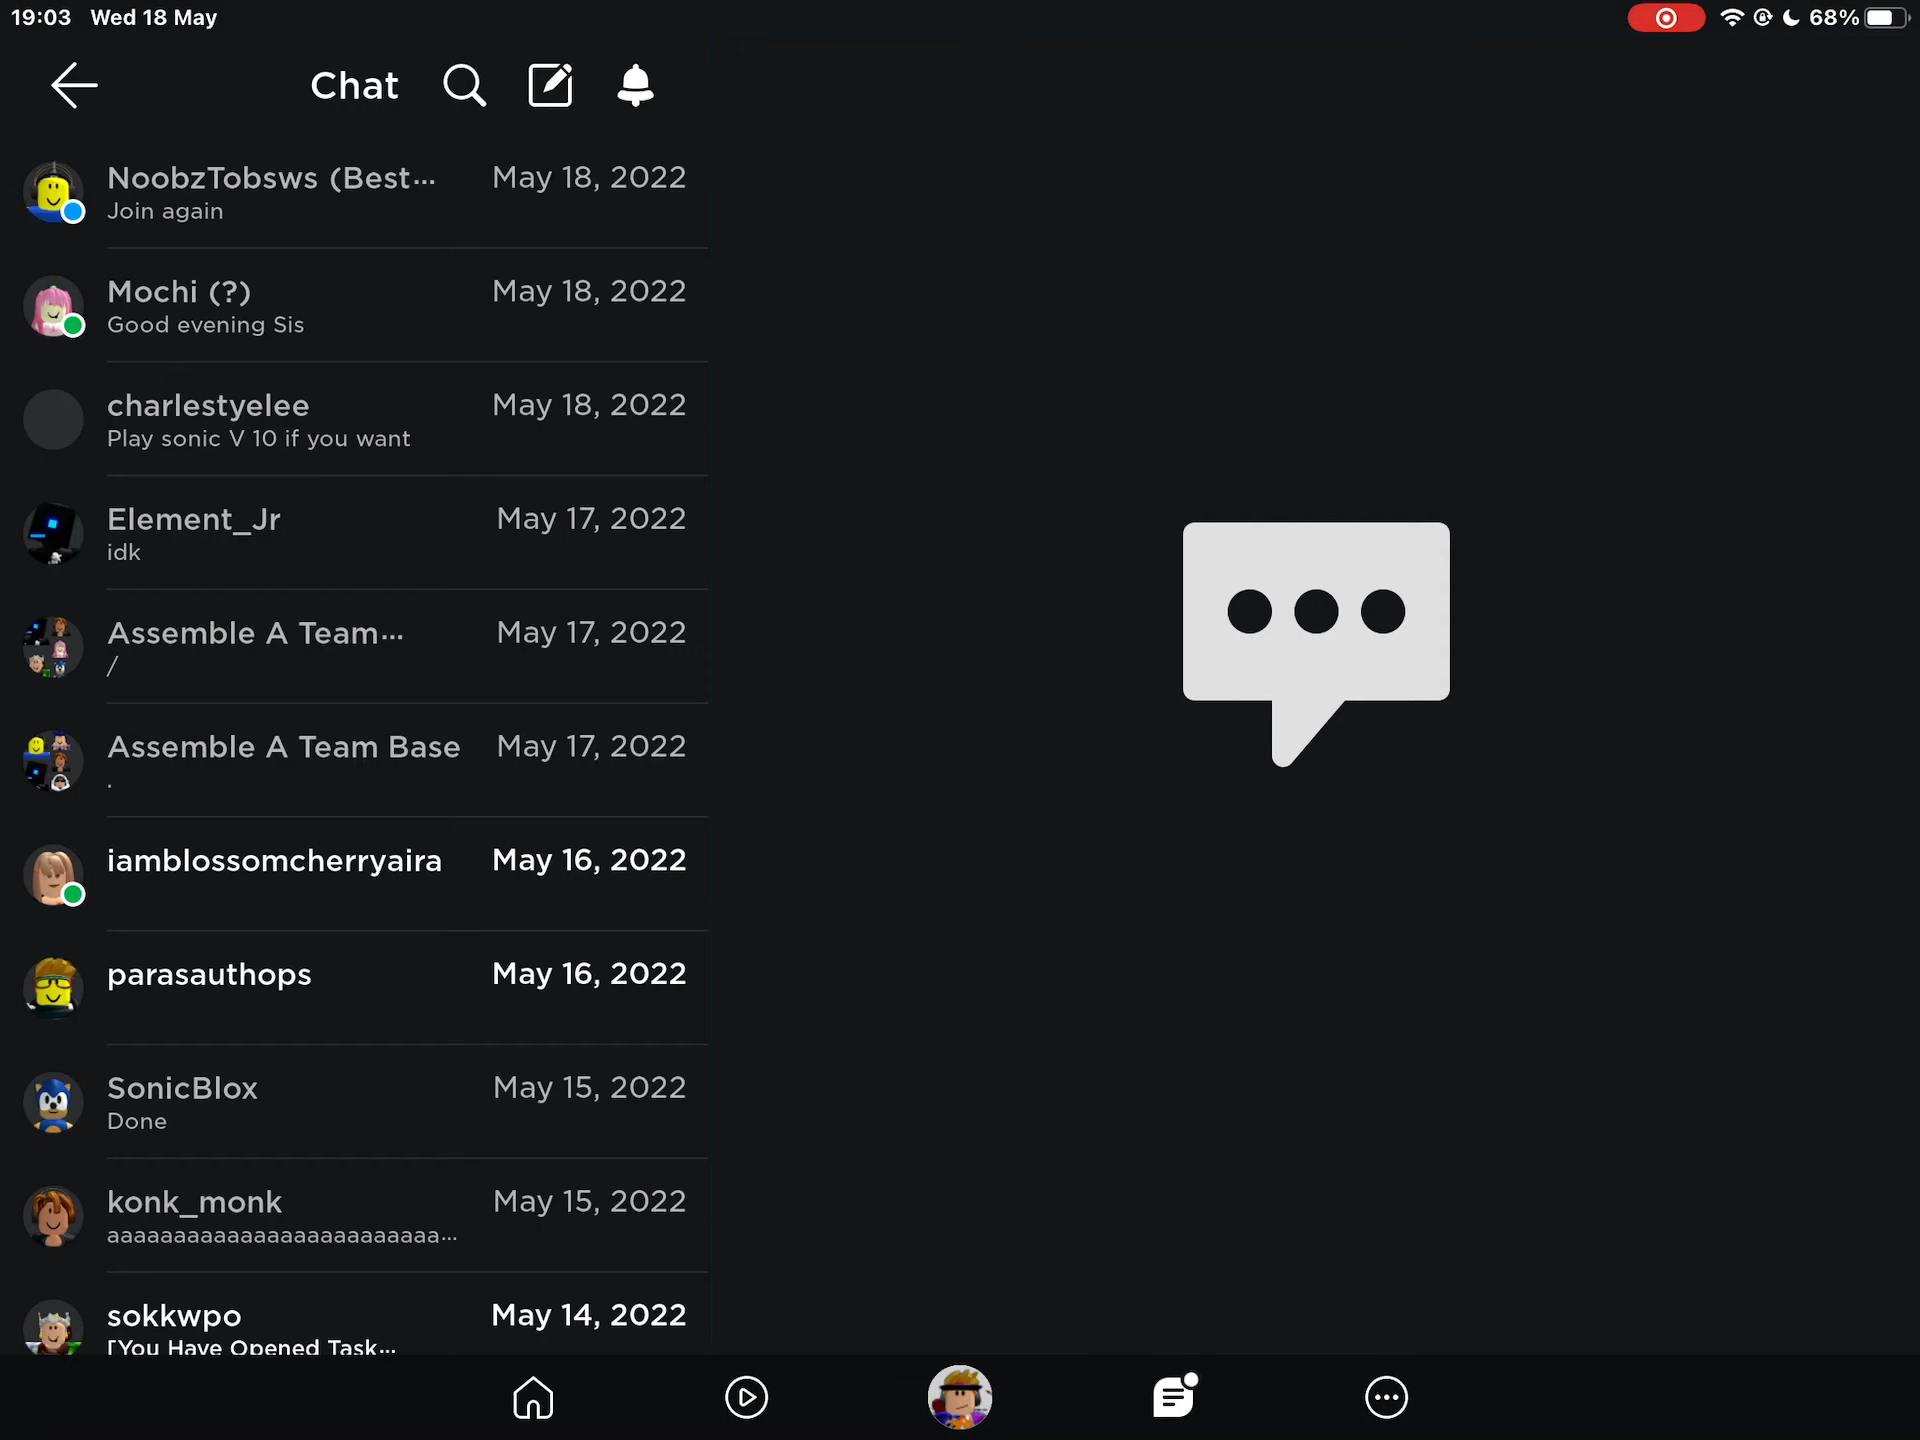 19:03 Wed 18 May 68%
Chat
NoobzTobsws (Best... May 18, 2022
Join again
Mochi (?) May 18, 2022
Good evening Sis
charlestyelee May 18, 2022
Play sonic V 10 if you want
Element_Jr May 17, 2022
idk
Assemble A Team... May 17, 2022
/
Assemble A Team Base May 17, 2022
.
iamblossomcherryaira May 16, 2022
parasauthops May 16, 2022
SonicBlox May 15, 2022
Done
konk_monk May 15, 2022
aaaaaaaaaaaaaaaaaaaaaaaaa...
sokkwpo May 14, 2022
[You Have Opened Task...